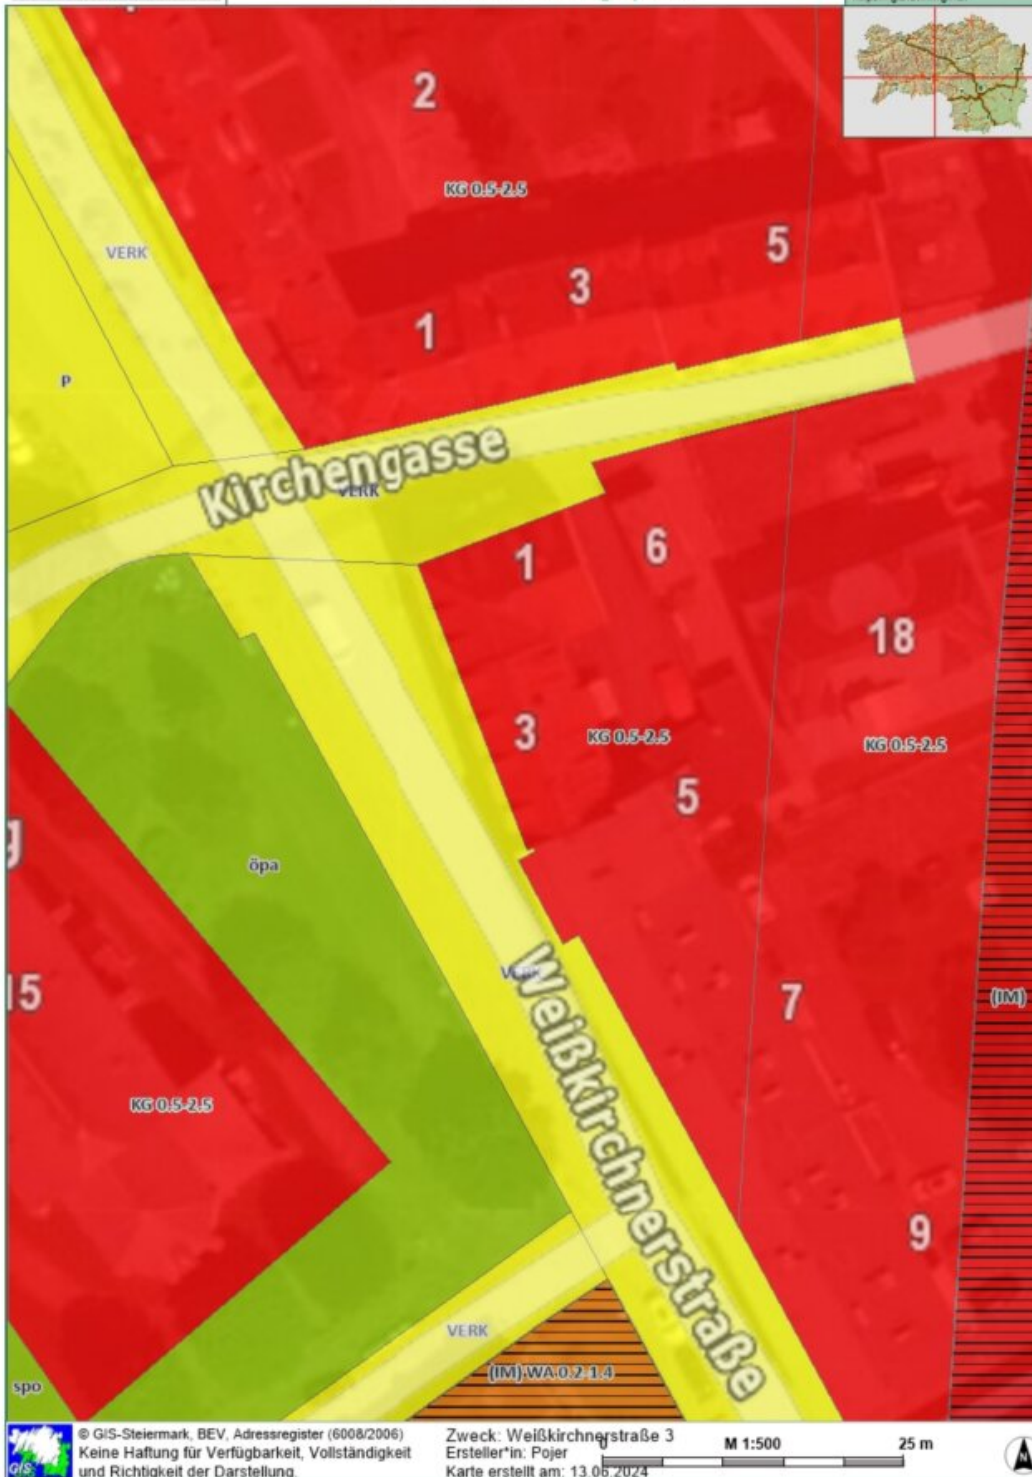 2
KG 0.5-2.5
VERK
5
3
1
P
Kirchengasse
VERK
1
6
18
3
KG 0.5-2.5
KG 0.5-2.5
5
öpa
VERK
Weißkirchnerstraße
15
7
(IM)
KG 0.5-2.5
9
VERK
(IM) WA 0.2-1.4
spo
GIS
© GIS-Steiermark, BEV, Adressregister (6008/2006)
Keine Haftung für Verfügbarkeit, Vollständigkeit
und Richtigkeit der Darstellung.
Zweck: Weißkirchnerstraße 3
Ersteller*in: Pojer
Karte erstellt am: 13.06.2024
0 M 1:500 25 m